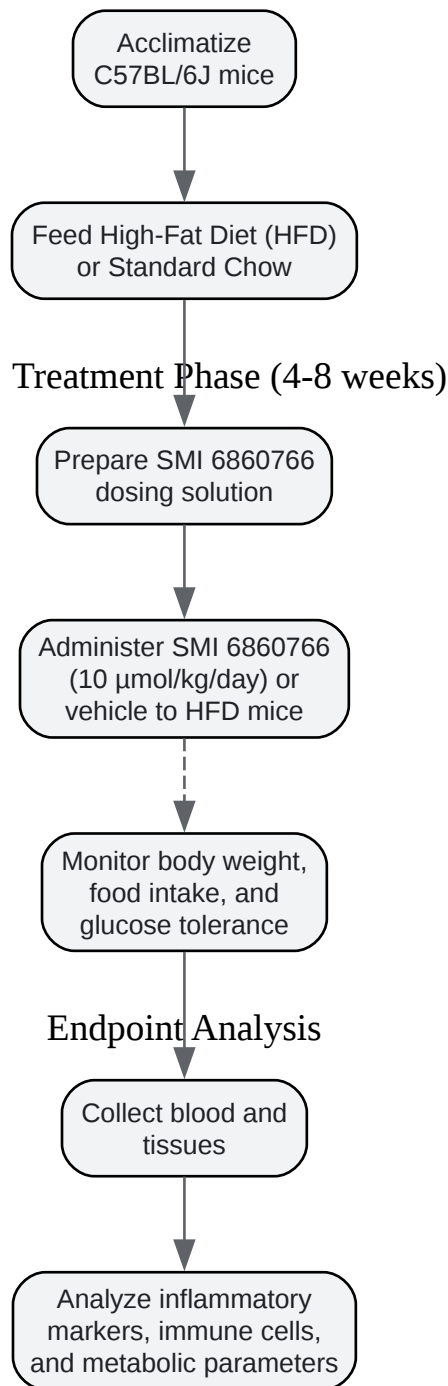 Acclimatize
C57BL/6J mice
Feed High-Fat Diet (HFD)
or Standard Chow
Treatment Phase (4-8 weeks)
Prepare SMI 6860766
dosing solution
Administer SMI 6860766
(10 µmol/kg/day) or
vehicle to HFD mice
Monitor body weight,
food intake, and
glucose tolerance
Endpoint Analysis
Collect blood and
tissues
Analyze inflammatory
markers, immune cells,
and metabolic parameters